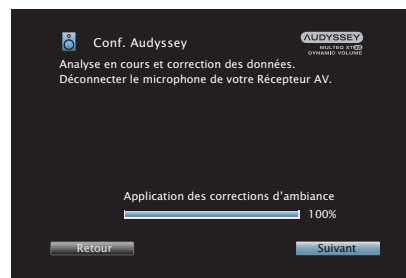 Conf. Audyssey
AUDYSSEY
MULTEQ XT32
DYNAMIC VOLUME
Analyse en cours et correction des données.
Déconnecter le microphone de votre Récepteur AV.
Application des corrections d’ambiance
100%
Retour
Suivant